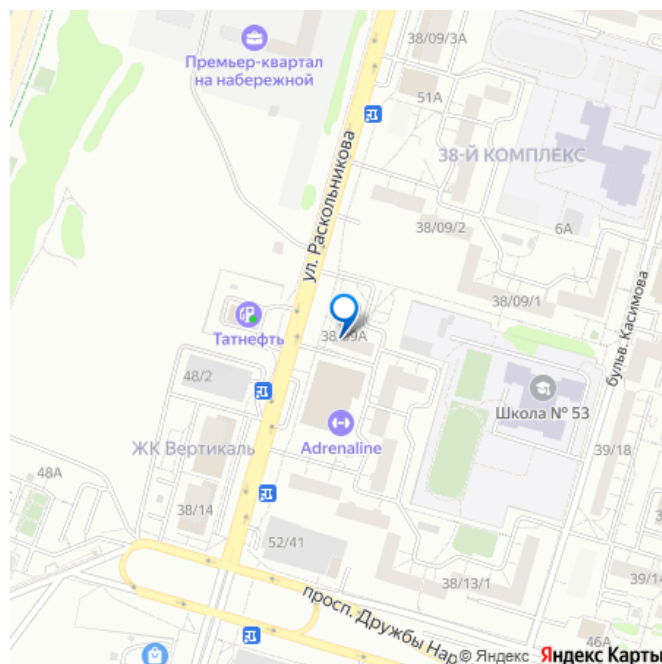 38/09/3А
Премьер-квартал
на набережной
51А
ул. Раскольникова
38-Й КОМПЛЕКС
38/09/2
6А
38/09/1
бульв. Касимова
Татнефть
38/09А
48/2
Школа № 53
Adrenaline
ЖК Вертикаль
39/18
48А
38/14
52/41
38/13/1
39/14
просп. Дружбы Нар
46А
© Яндекс Яндекс Карты